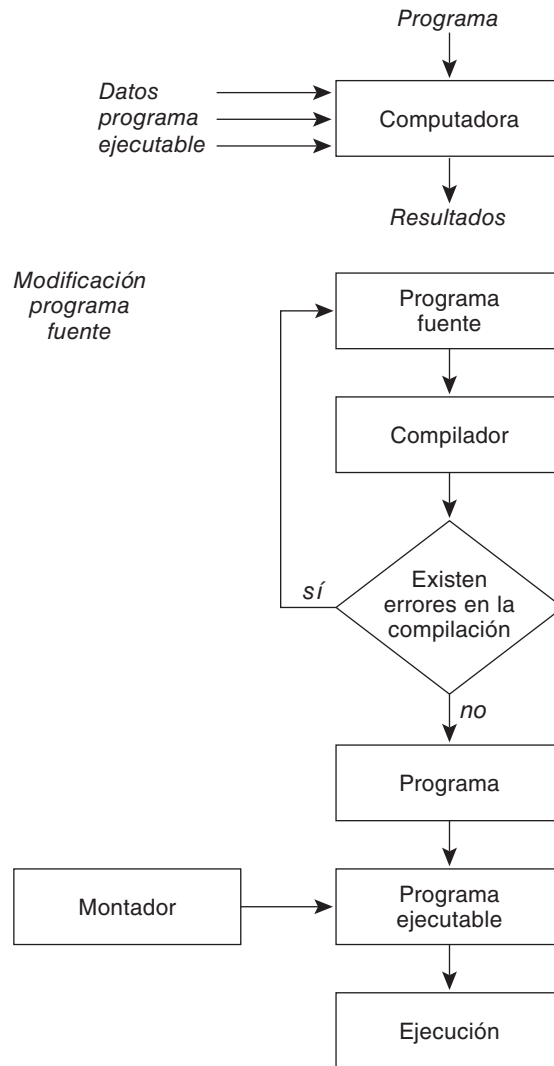 Programa
Datos
programa
ejecutable
Computadora
Resultados
Modificación
programa
fuente
Programa
fuente
Compilador
Existen
errores en la
compilación
sí
no
Programa
Montador
Programa
ejecutable
Ejecución